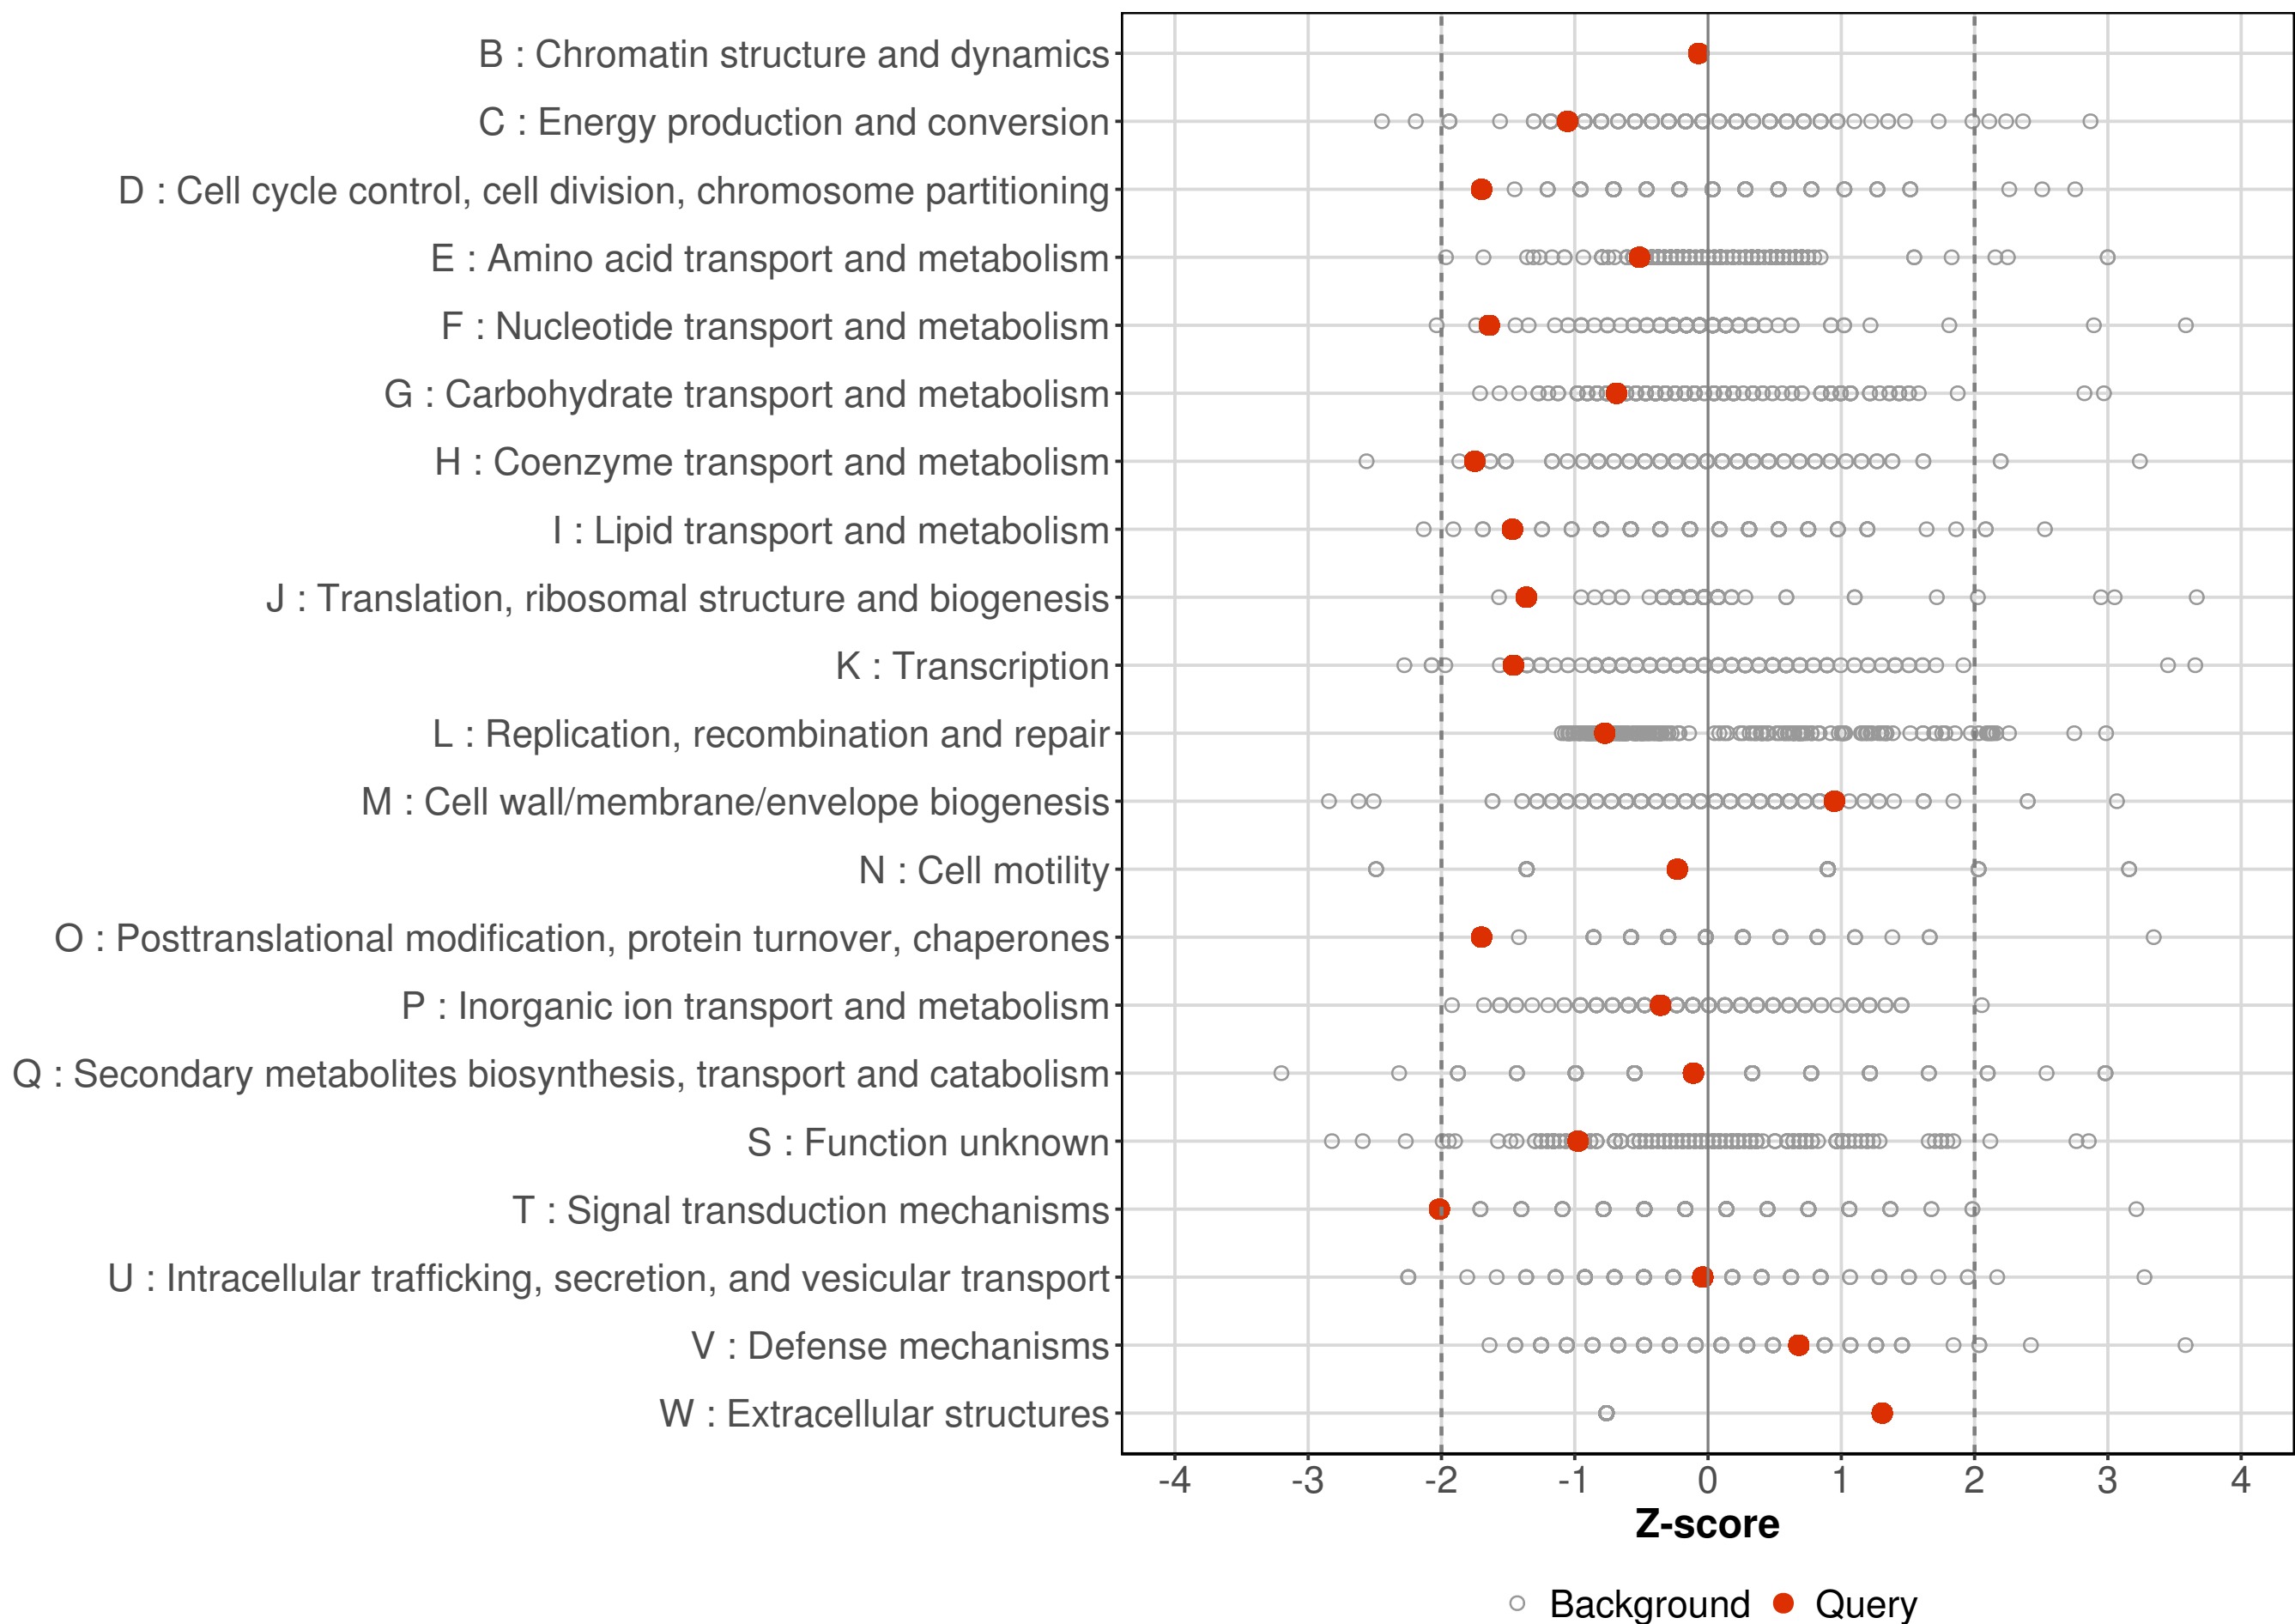 B : Chromatin structure and dynamics
C : Energy production and conversion
D : Cell cycle control, cell division, chromosome partitioning
E : Amino acid transport and metabolism
F : Nucleotide transport and metabolism
G : Carbohydrate transport and metabolism
H : Coenzyme transport and metabolism
I : Lipid transport and metabolism
J : Translation, ribosomal structure and biogenesis
K : Transcription
L : Replication, recombination and repair
M : Cell wall/membrane/envelope biogenesis
N : Cell motility
O : Posttranslational modification, protein turnover, chaperones
P : Inorganic ion transport and metabolism
Q : Secondary metabolites biosynthesis, transport and catabolism
S : Function unknown
T : Signal transduction mechanisms
U : Intracellular trafficking, secretion, and vesicular transport
V : Defense mechanisms
W : Extracellular structures
-4 -3 -2 -1 0 1 2 3 4
Z-score
Background Query